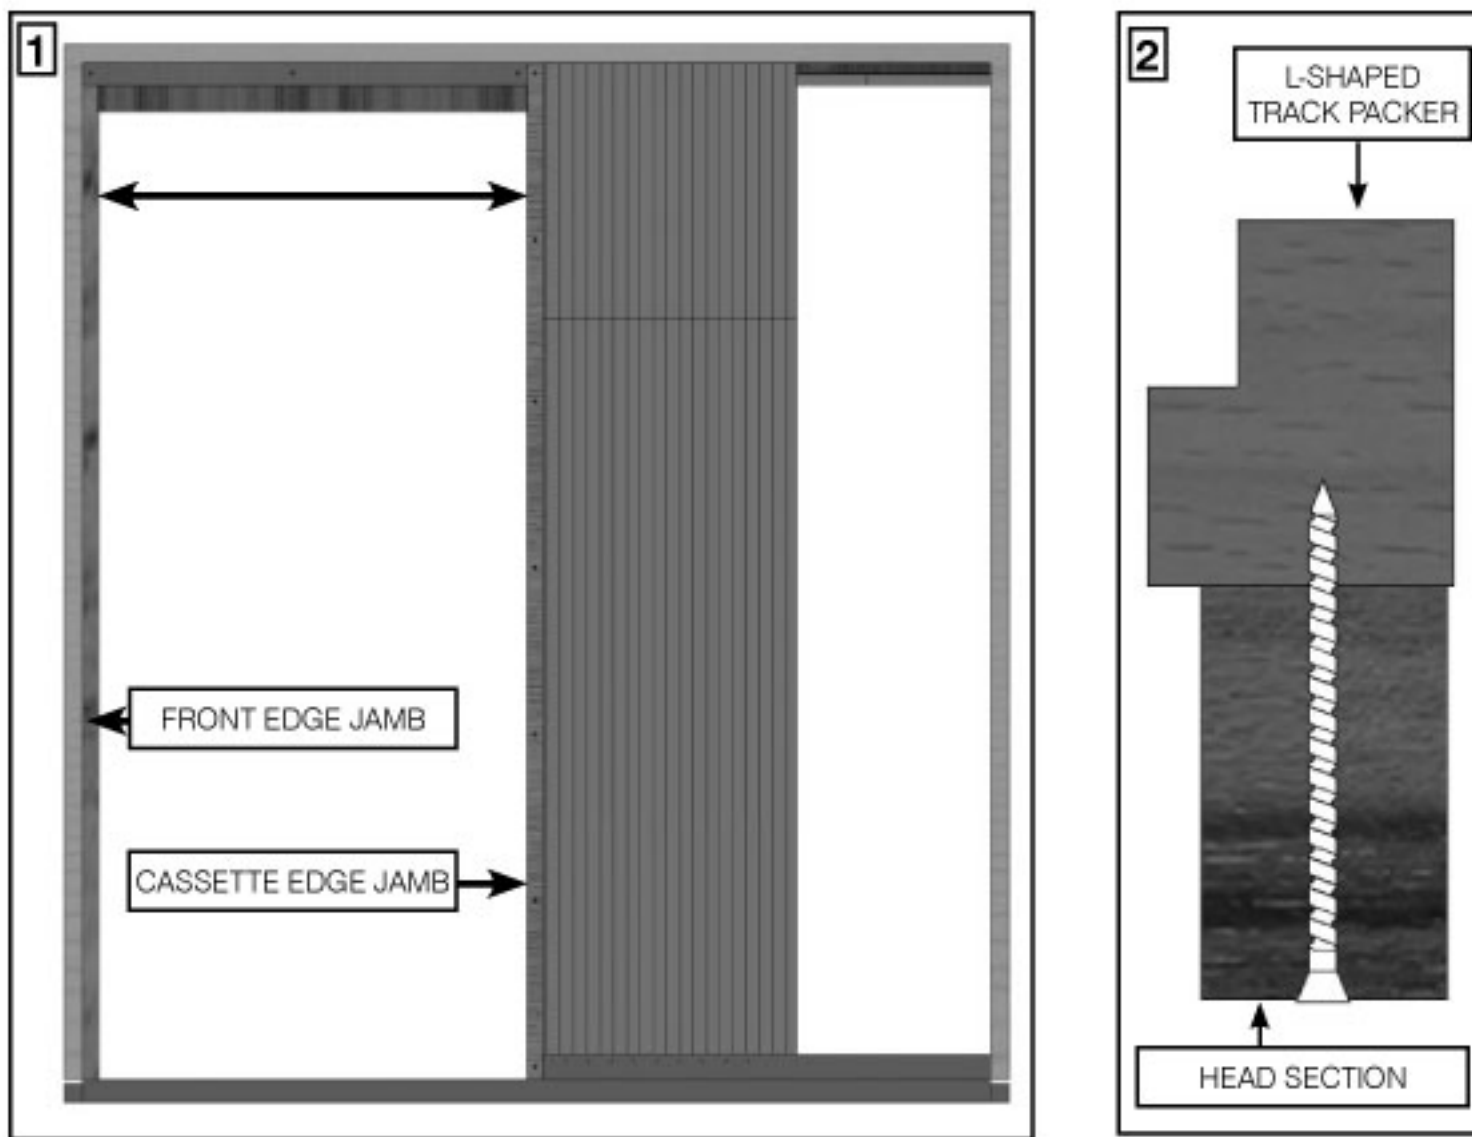 1
FRONT EDGE JAMB
CASSETTE EDGE JAMB
2
L-SHAPED
TRACK PACKER
HEAD SECTION